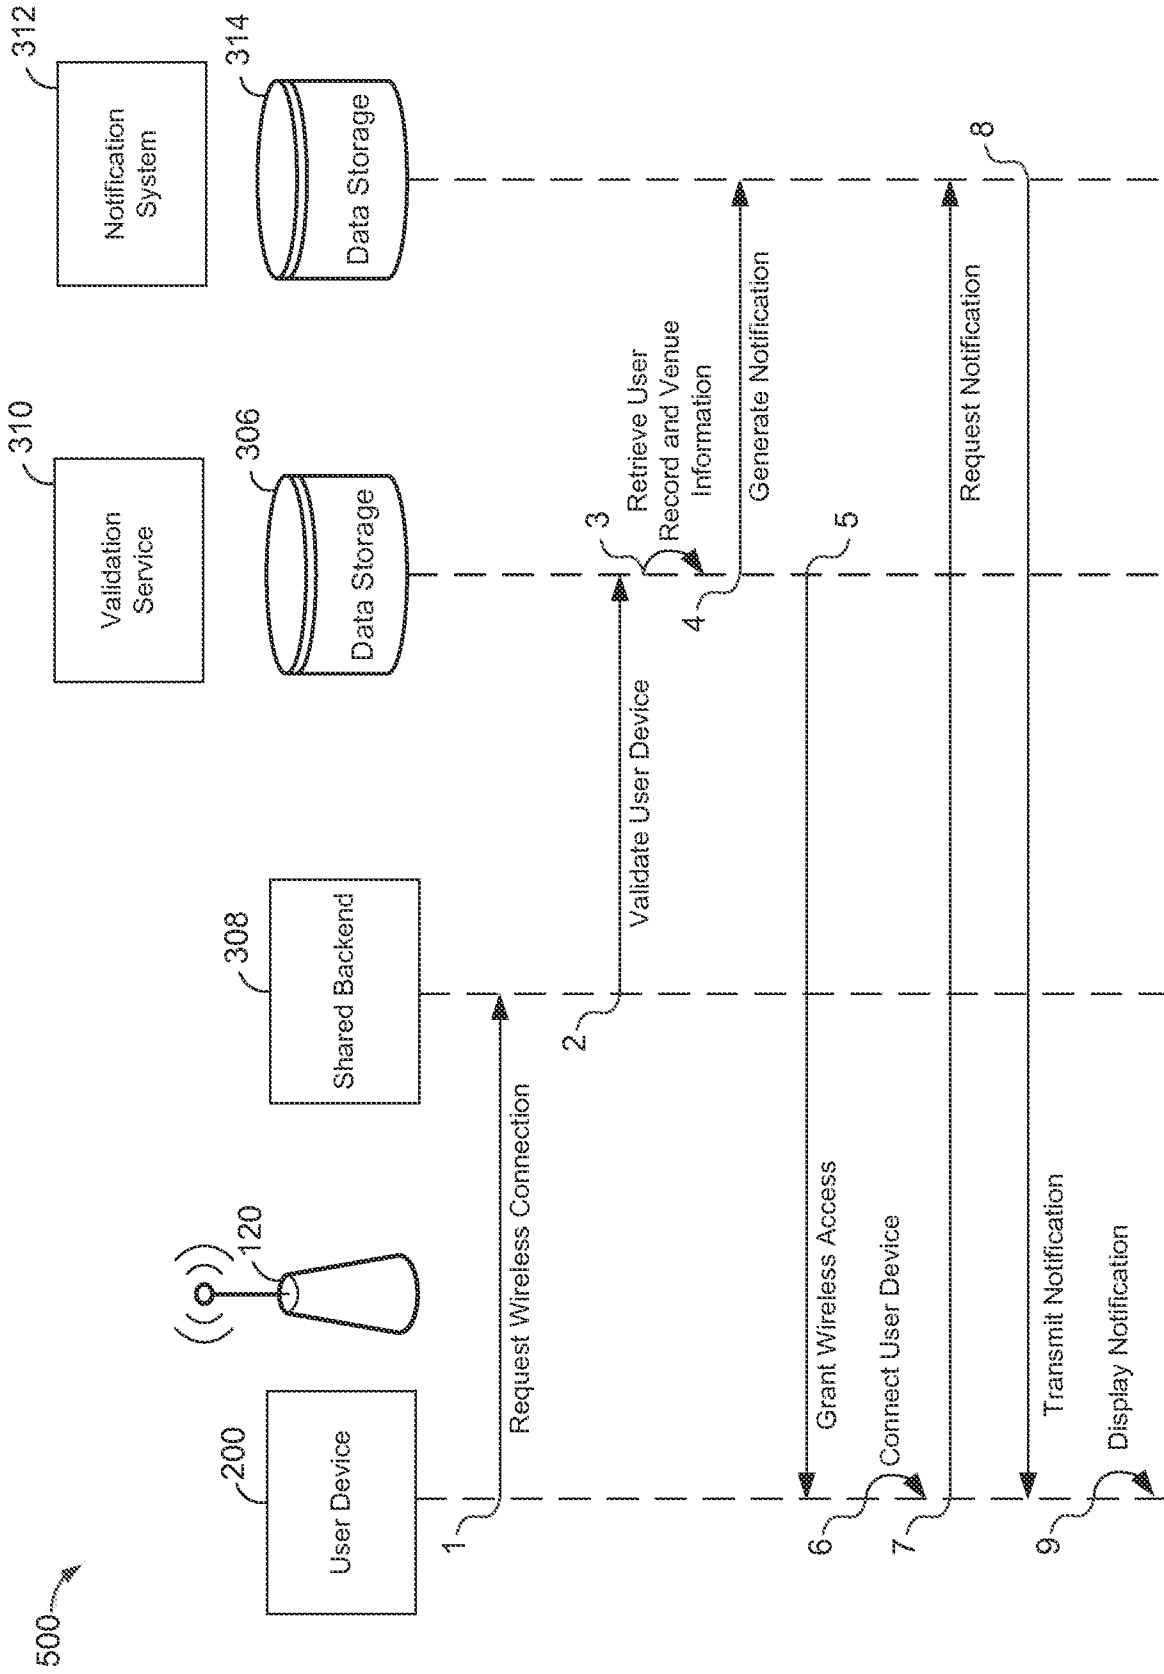 500
200
User Device
120
308
Shared Backend
310
Validation
Service
306
Data Storage
312
Notification
System
314
Data Storage
1
Request Wireless Connection
2
Validate User Device
3
Retrieve User
Record and Venue
Information
4
Generate Notification
5
Grant Wireless Access
6
Connect User Device
7
Request Notification
8
Transmit Notification
9
Display Notification